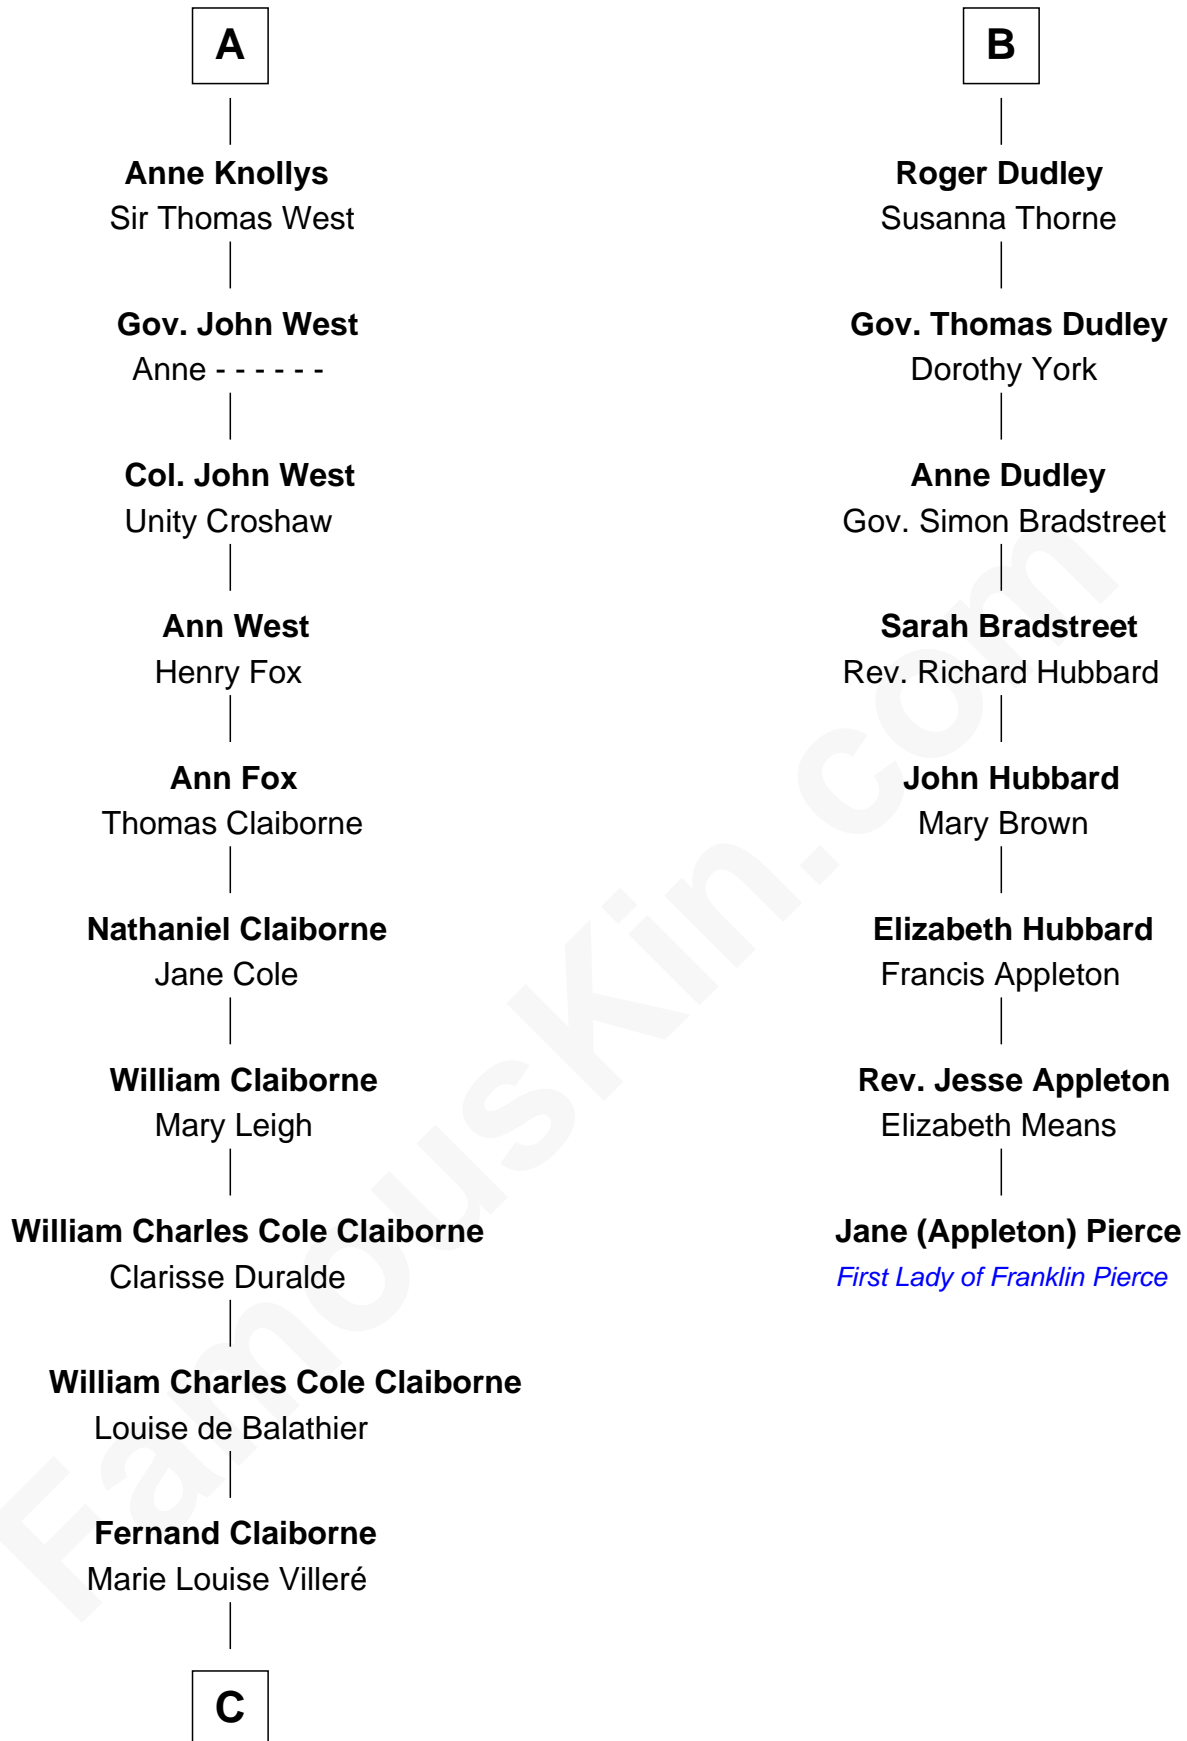 A
Anne Knollys
Sir Thomas West
Gov. John West
Anne - - - - - -
Col. John West
Unity Croshaw
Ann West
Henry Fox
Ann Fox
Thomas Claiborne
Nathaniel Claiborne
Jane Cole
William Claiborne
Mary Leigh
William Charles Cole Claiborne
Clarisse Duralde
William Charles Cole Claiborne
Louise de Balathier
Fernand Claiborne
Marie Louise Villeré
C
B
Roger Dudley
Susanna Thorne
Gov. Thomas Dudley
Dorothy York
Anne Dudley
Gov. Simon Bradstreet
Sarah Bradstreet
Rev. Richard Hubbard
John Hubbard
Mary Brown
Elizabeth Hubbard
Francis Appleton
Rev. Jesse Appleton
Elizabeth Means
Jane (Appleton) Pierce
First Lady of Franklin Pierce
FamousKin.com